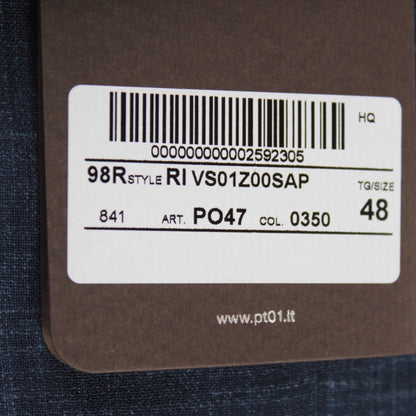 HQ
000000000002592305
98R STYLE RI VS01Z00SAP TG/SIZE
841 ART. PO47 COL. 0350 48
www.pt01.it